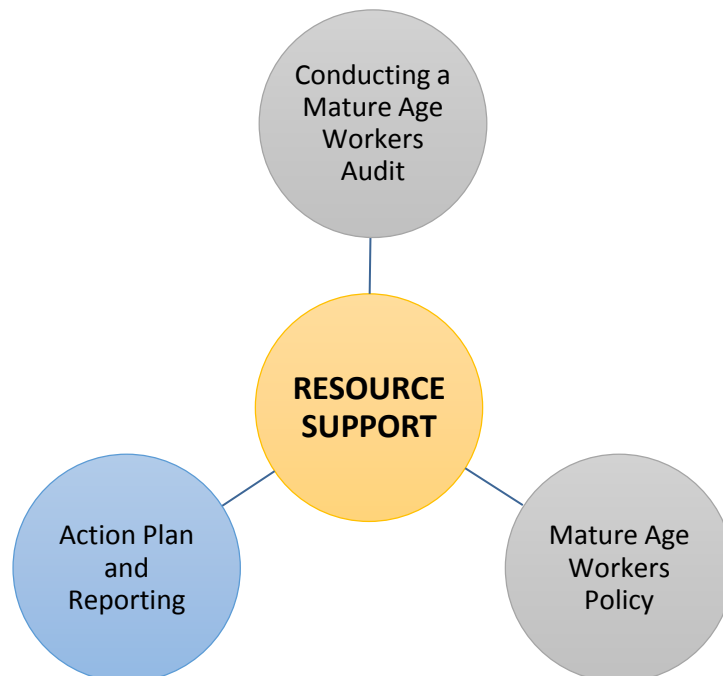 Conducting a
Mature Age
Workers
Audit
RESOURCE
SUPPORT
Action Plan
and
Reporting
Mature Age
Workers
Policy